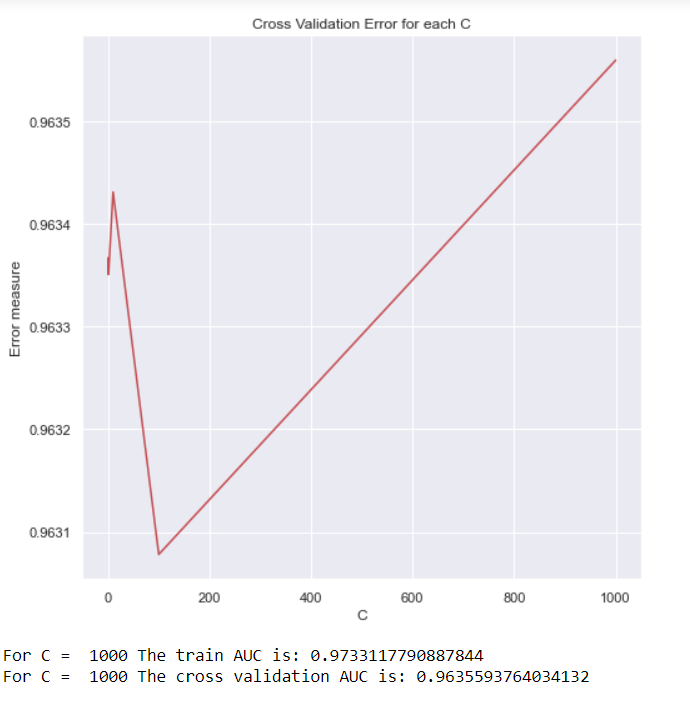 Cross Validation Error for each C
0.9635
0.9634
0.9633
0.9632
0.9631
Error measure
0 200 400 600 800 1000
C
For C =  1000 The train AUC is: 0.9733117790887844
For C =  1000 The cross validation AUC is: 0.9635593764034132